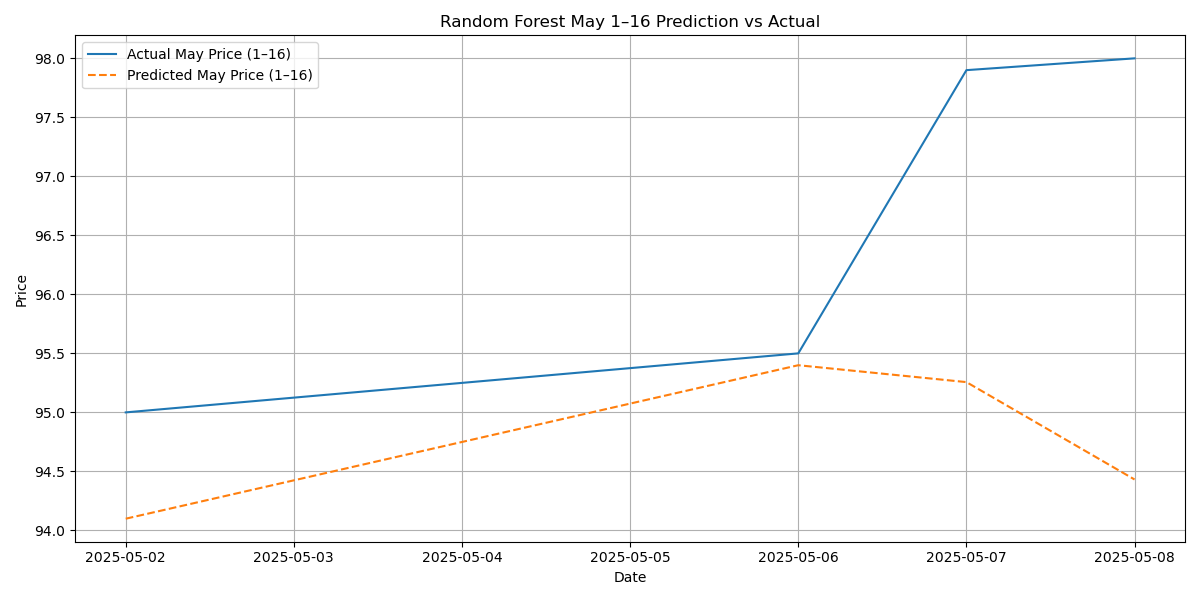 Random Forest May 1–16 Prediction vs Actual
Actual May Price (1–16)
Predicted May Price (1–16)
98.0
97.5
97.0
96.5
96.0
95.5
95.0
94.5
94.0
Price
2025-05-02 2025-05-03 2025-05-04 2025-05-05 2025-05-06 2025-05-07 2025-05-08
Date